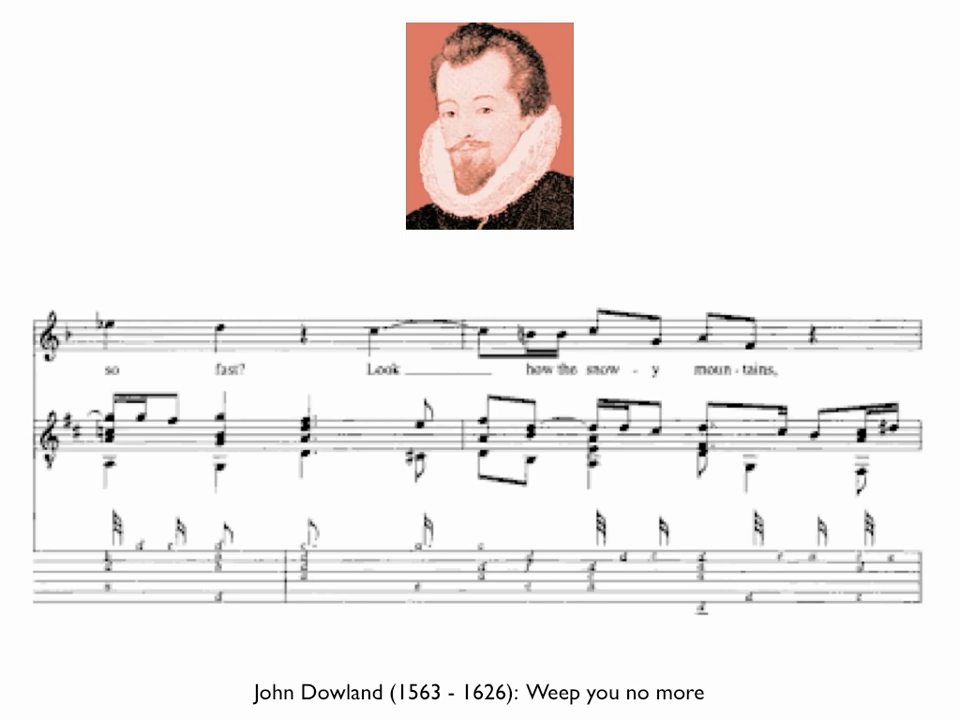 so fast? Look how the snow - y moun - tains,
John Dowland (1563 - 1626): Weep you no more